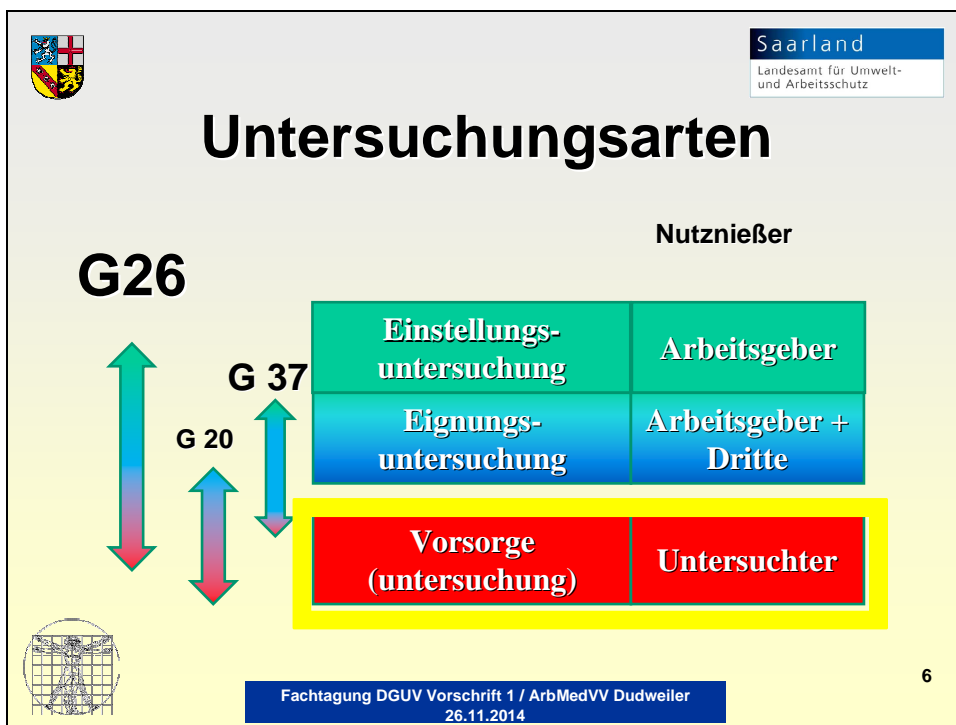 Saarland
Landesamt für Umwelt-
und Arbeitsschutz
Untersuchungsarten
Nutznießer
G26
G 37
G 20
Einstellungs-
untersuchung
Arbeitsgeber
Eignungs-
untersuchung
Arbeitsgeber +
Dritte
Vorsorge
(untersuchung)
Untersuchter
6
Fachtagung DGUV Vorschrift 1 / ArbMedVV Dudweiler
26.11.2014